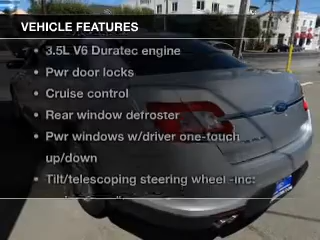 VEHICLE FEATURES
• 3.5L V6 Duratec engine
• Pwr door locks
• Cruise control
• Rear window defroster
• Pwr windows w/driver one-touch
up/down
• Tilt/telescoping steering wheel -inc: